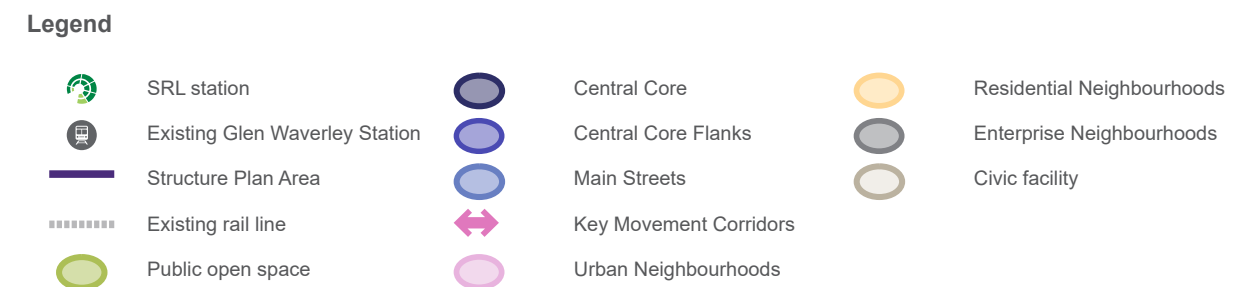 Legend
SRL station
Existing Glen Waverley Station
Structure Plan Area
Existing rail line
Public open space
Central Core
Central Core Flanks
Main Streets
Key Movement Corridors
Urban Neighbourhoods
Residential Neighbourhoods
Enterprise Neighbourhoods
Civic facility